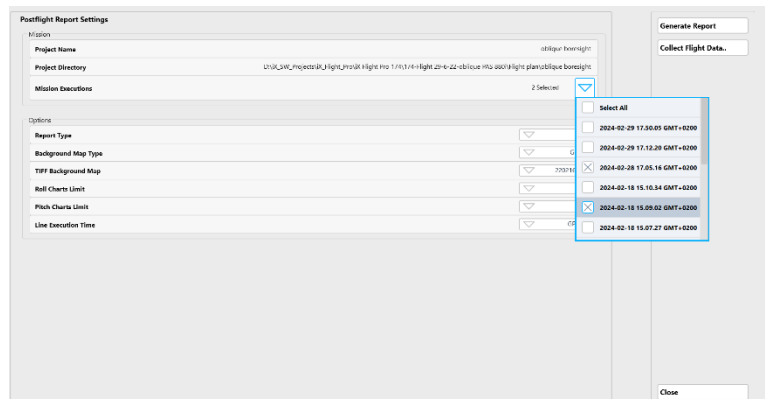 Postflight Report Settings
Mission
Project Name oblique boresight
Project Directory
Mission Executions 2 Selected
Options
Report Type
Background Map Type G
TIFF Background Map
Roll Charts Limit
Pitch Charts Limit
Line Execution Time
Select All
2024-02-29 17.50.05 GMT+0200
2024-02-29 17.12.20 GMT+0200
2024-02-28 17.05.16 GMT+0200
2024-02-18 15.10.34 GMT+0200
2024-02-18 15.09.02 GMT+0200
2024-02-18 15.07.27 GMT+0200
Generate Report
Collect Flight Data..
Close